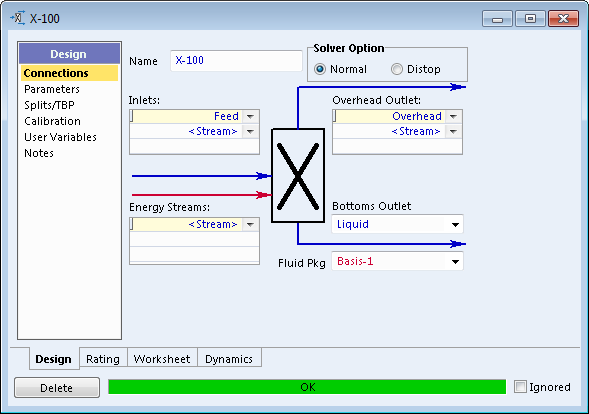 X-100
Design
Connections
Parameters
Splits/TBP
Calibration
User Variables
Notes
Name X-100
Solver Option
Normal Distop
Inlets:
Feed
<Stream>
Overhead Outlet:
Overhead
<Stream>
Energy Streams:
<Stream>
Bottoms Outlet
Liquid
Fluid Pkg Basis-1
Design Rating Worksheet Dynamics
Delete OK Ignored